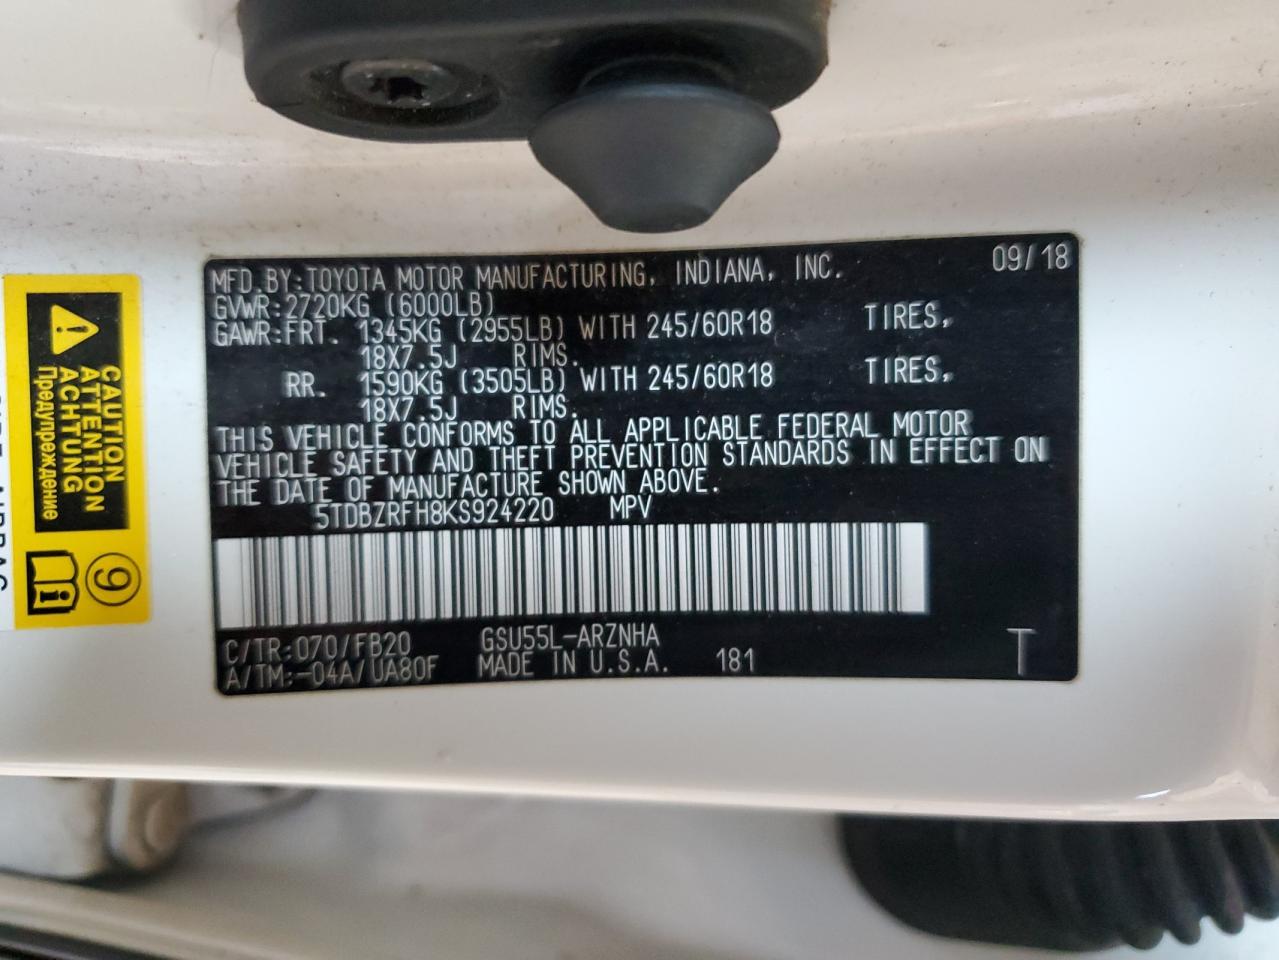 MFD.BY:TOYOTA MOTOR MANUFACTURING, INDIANA, INC. 09/18
GVWR:2720KG (6000LB)
GAWR:FRT. 1345KG (2955LB) WITH 245/60R18 TIRES,
18X7.5J RIMS.
RR. 1590KG (3505LB) WITH 245/60R18 TIRES,
18X7.5J RIMS.
THIS VEHICLE CONFORMS TO ALL APPLICABLE FEDERAL MOTOR
VEHICLE SAFETY AND THEFT PREVENTION STANDARDS IN EFFECT ON
THE DATE OF MANUFACTURE SHOWN ABOVE.
5TDBZRFH8KS924220 MPV
C/TR:070/FB20 GSU55L-ARZNHA
A/TM:-04A/UA80F MADE IN U.S.A. 181 T
CAUTION
ATTENTION
ACHTUNG
Предупреждение
9
i
AIRBAG